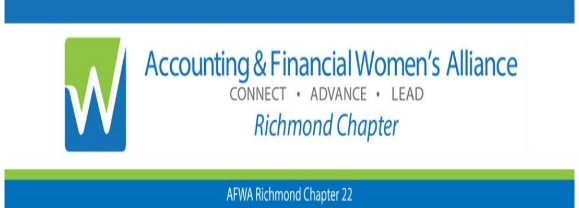 Accounting & Financial Women's Alliance
CONNECT • ADVANCE • LEAD
Richmond Chapter
AFWA Richmond Chapter 22